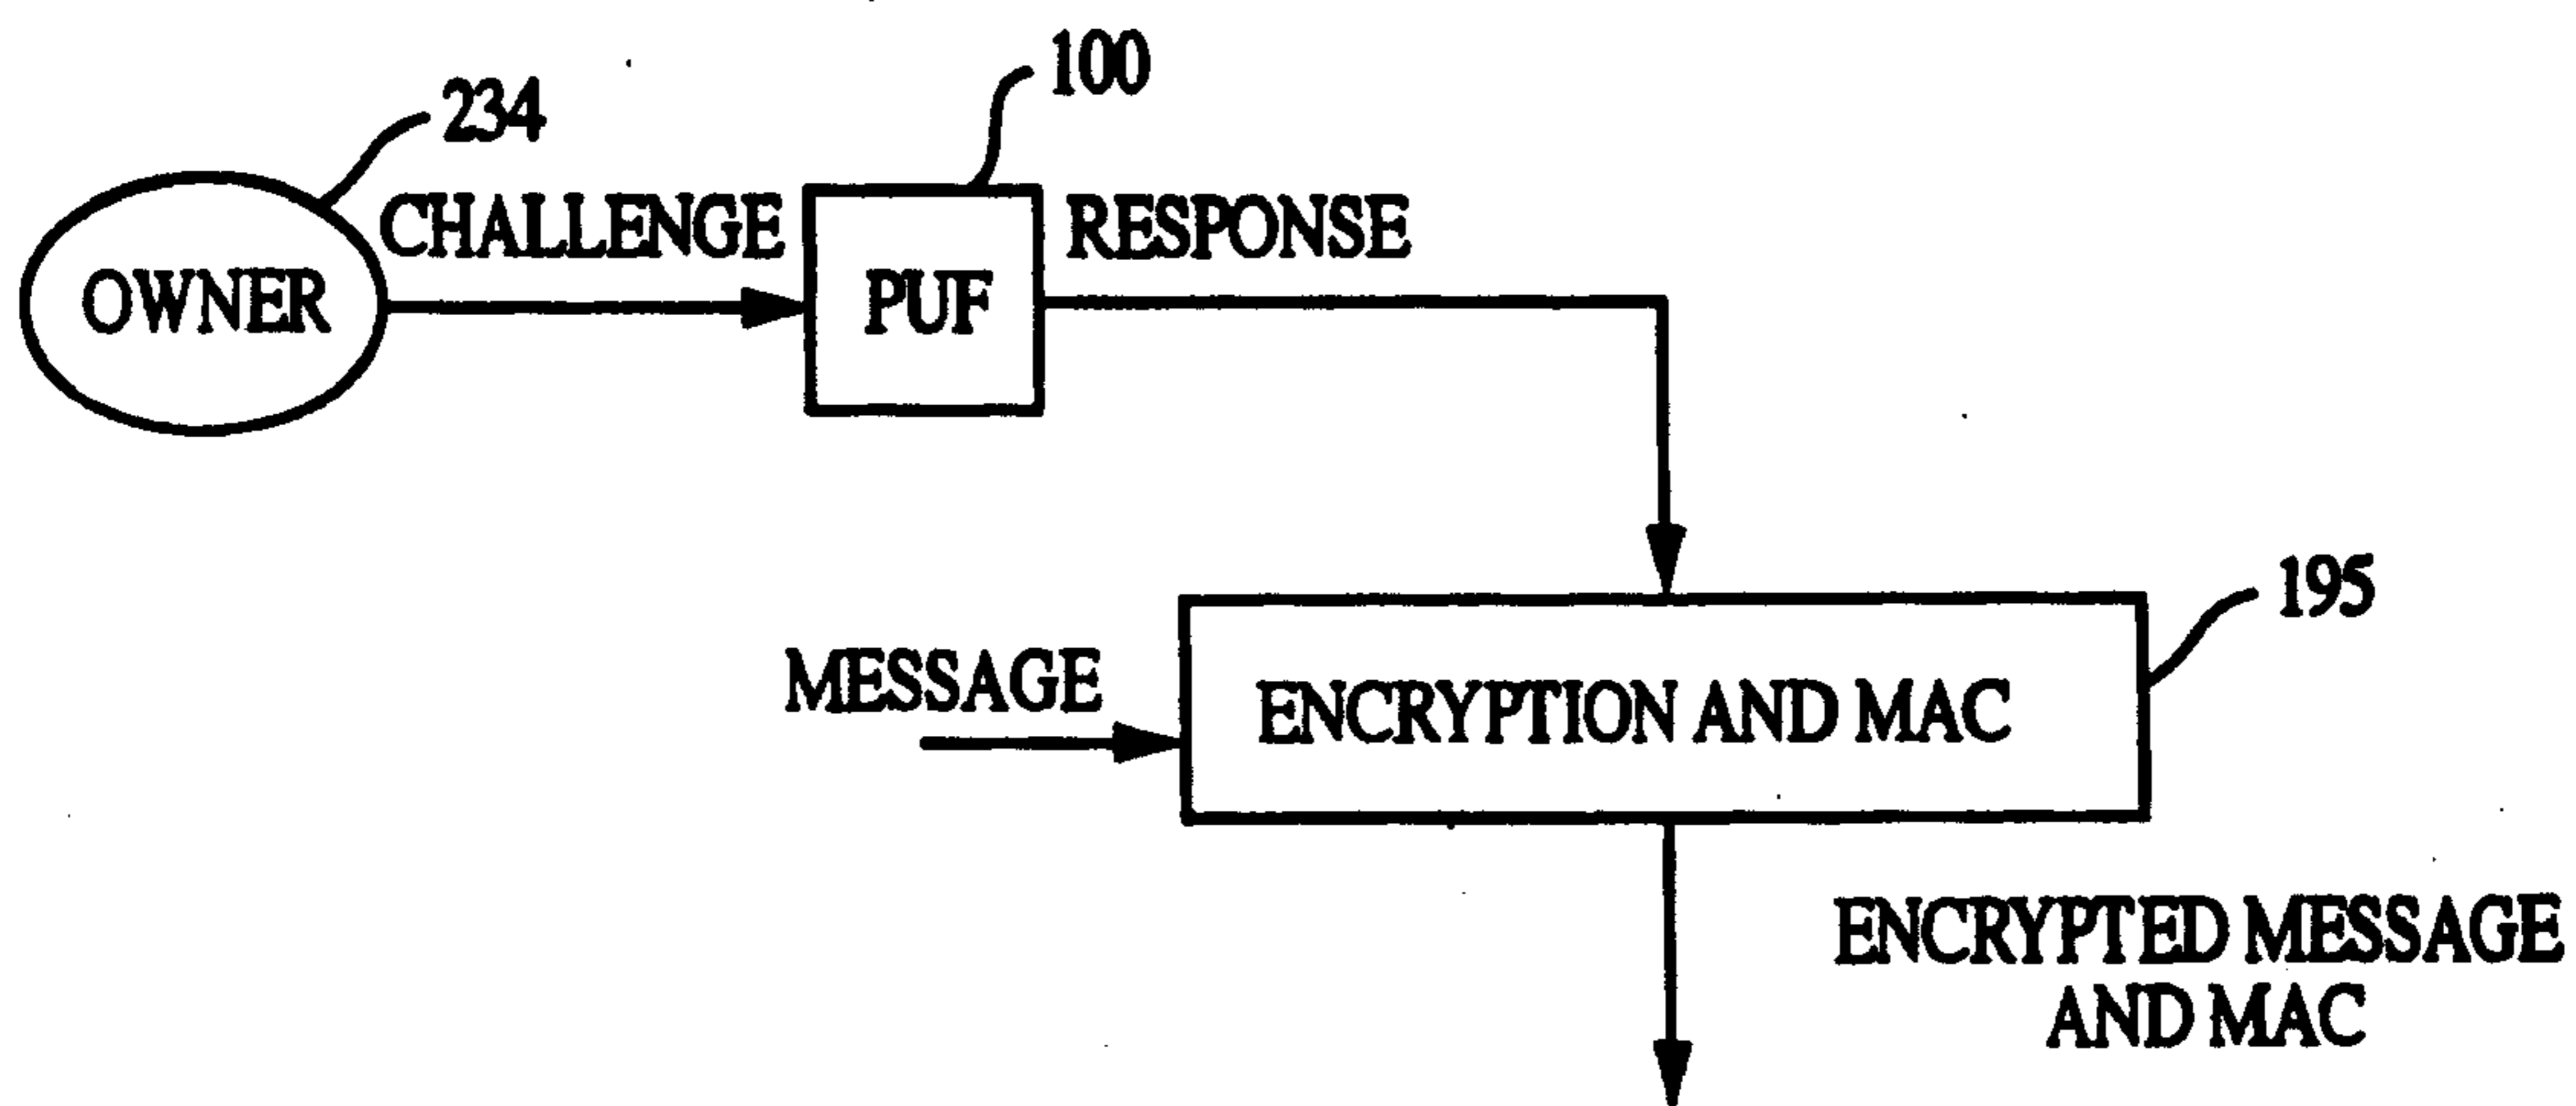 100
234
CHALLENGE
RESPONSE
OWNER
PUF
195
MESSAGE
ENCRYPTION AND MAC
ENCRYPTED MESSAGE
AND MAC